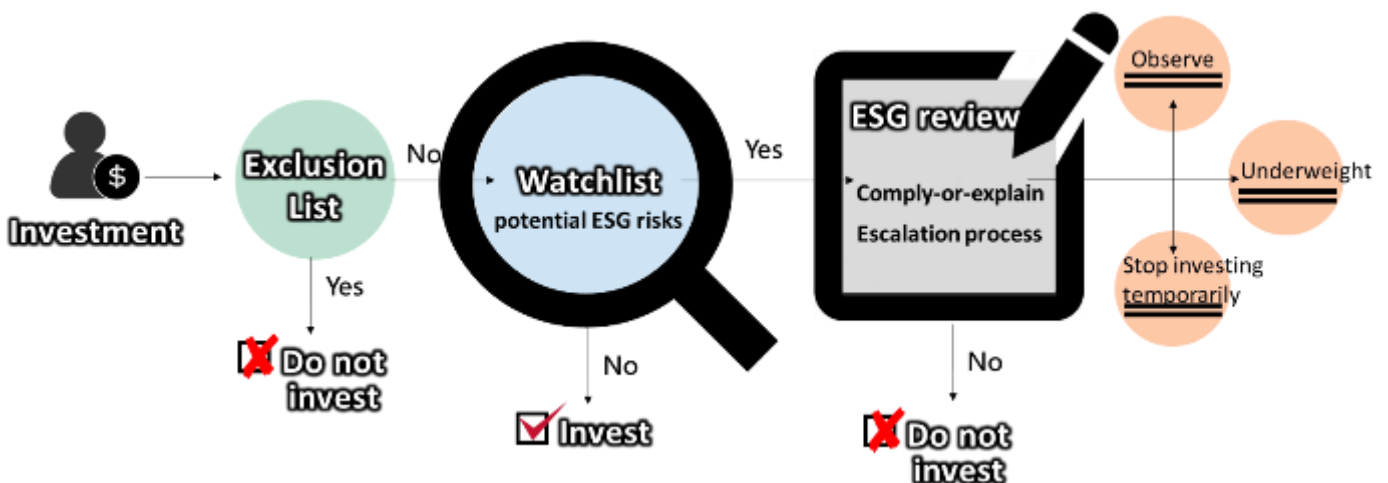 $
Investment
Exclusion
List
No
Yes
Do not
invest
Watchlist
potential ESG risks
No
Invest
Yes
ESG review
Comply-or-explain
Escalation process
No
Do not
invest
Observe
Underweight
Stop investing
temporarily